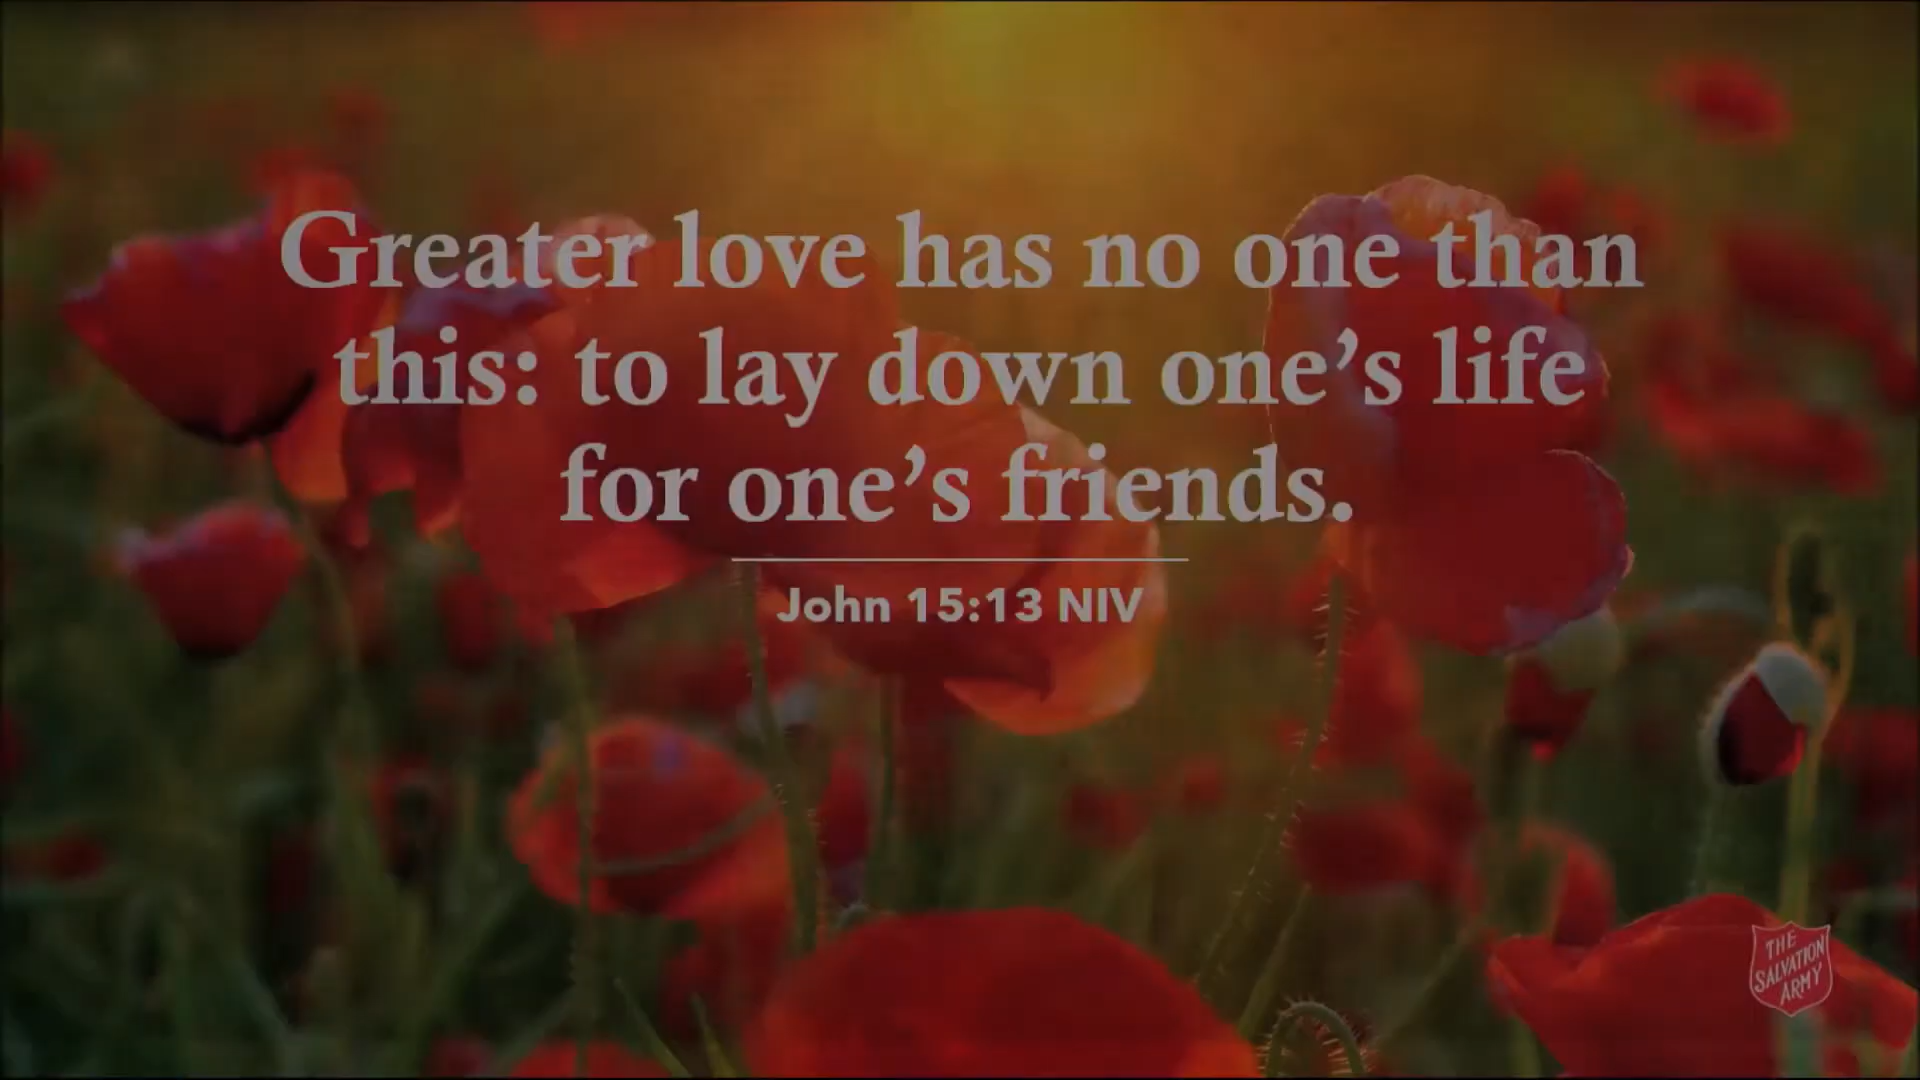 Greater love has no one than
this: to lay down one’s life
for one’s friends.
John 15:13 NIV
THE
SALVATION
ARMY